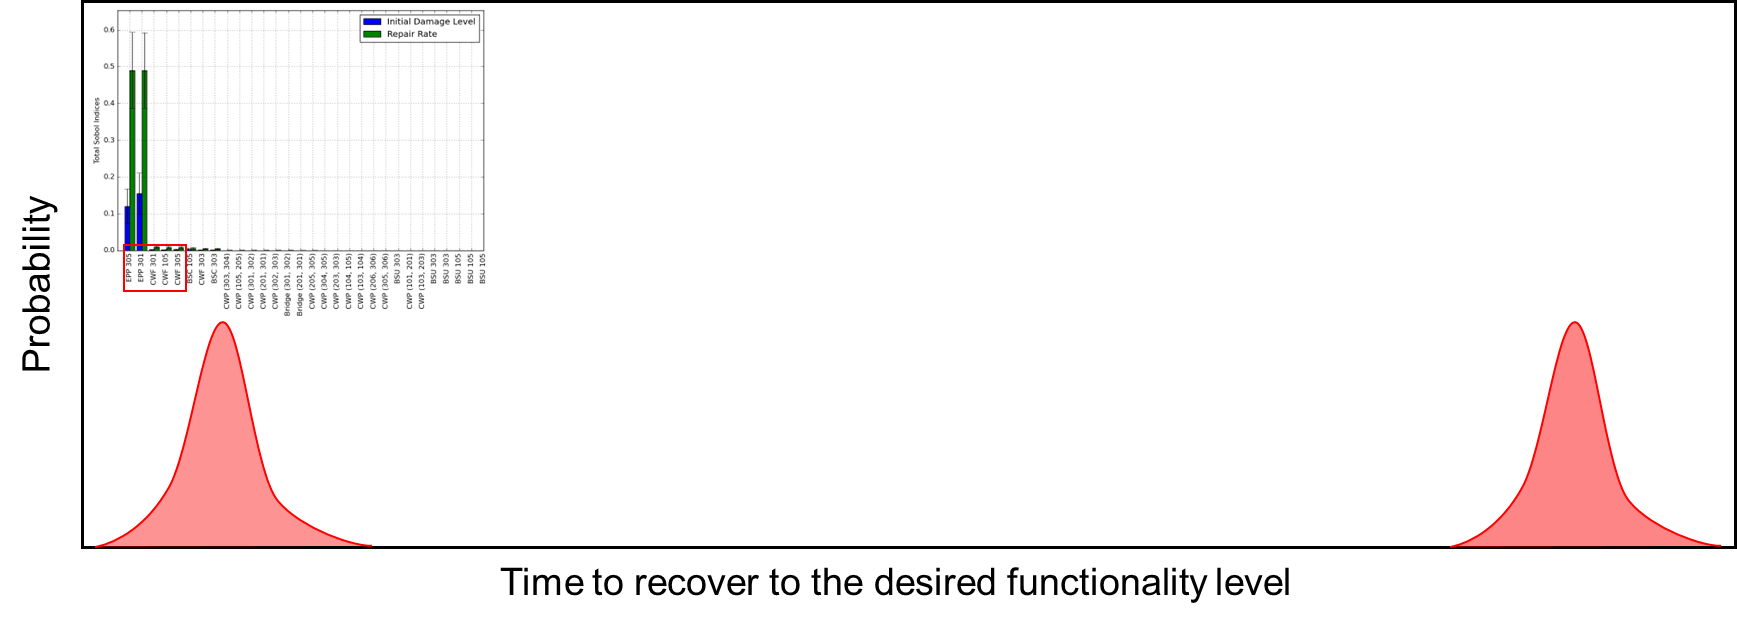 Initial Damage Level
Repair Rate
0.6
0.5
0.4
0.3
0.2
0.1
0.0
Total Sobol Indices
EPP 305
EPP 301
CWF 301
CWF 105
CWF 305
BSC 105
CWF 303
BSC 303
CWP (303, 304)
CWP (105, 205)
CWP (301, 302)
CWP (201, 301)
CWP (302, 303)
Bridge (301, 302)
Bridge (201, 301)
CWP (205, 305)
CWP (304, 305)
CWP (203, 303)
CWP (104, 105)
CWP (103, 104)
CWP (206, 306)
CWP (305, 306)
BSU 303
CWP (101, 201)
CWP (103, 203)
BSU 303
BSU 303
BSU 105
BSU 105
BSU 105
Probability
Time to recover to the desired functionality level